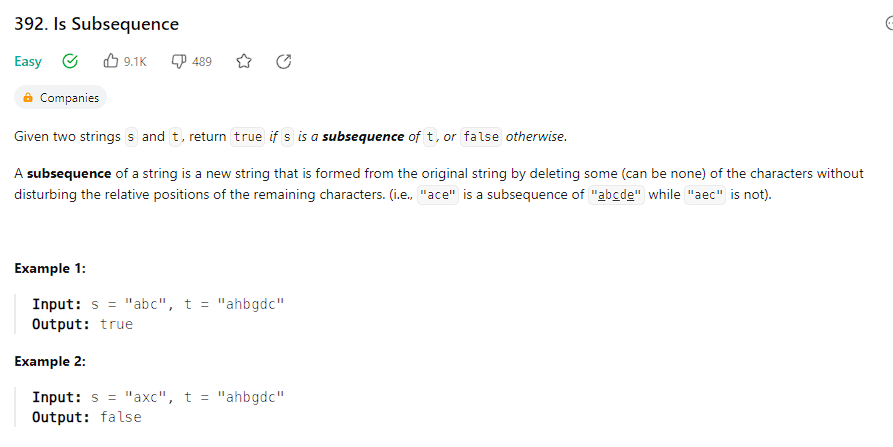 392. Is Subsequence
Easy 9.1K 489
Companies
Given two strings s and t, return true if s is a subsequence of t, or false otherwise.
A subsequence of a string is a new string that is formed from the original string by deleting some (can be none) of the characters without
disturbing the relative positions of the remaining characters. (i.e., "ace" is a subsequence of "abcde" while "aec" is not).
Example 1:
Input: s = "abc", t = "ahbgdc"
Output: true
Example 2:
Input: s = "axc", t = "ahbgdc"
Output: false